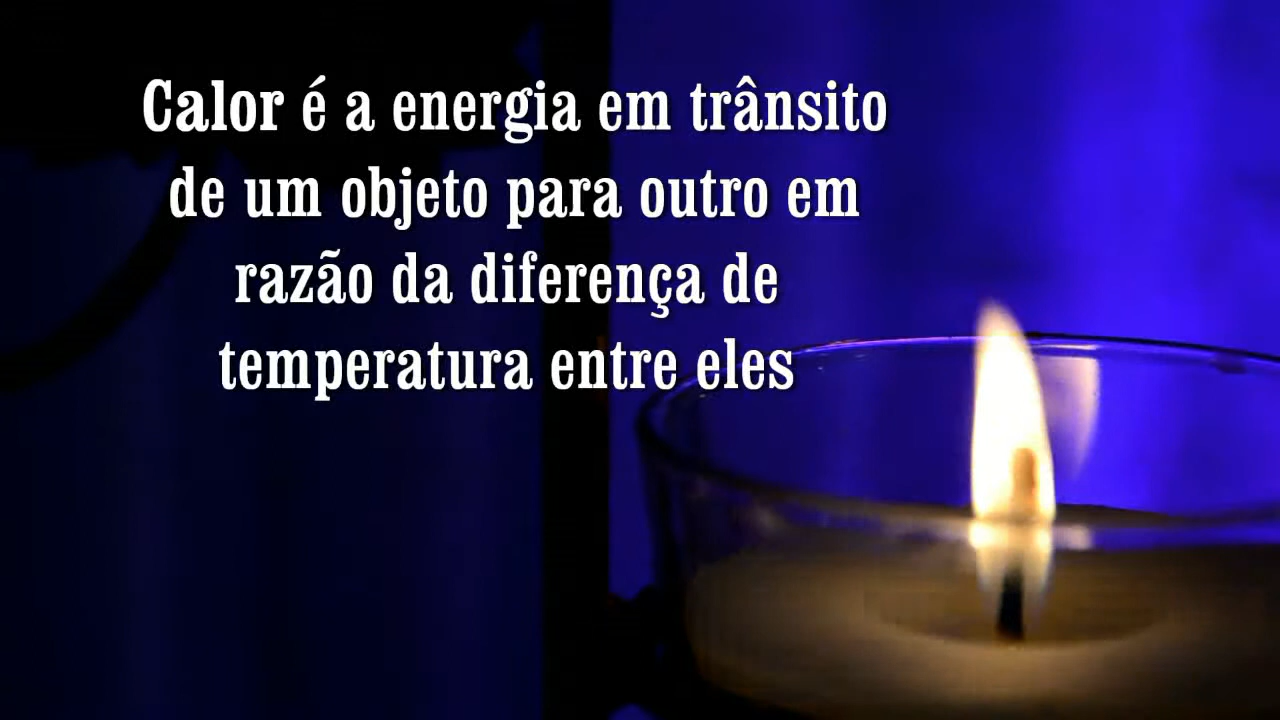 Calor é a energia em trânsito
de um objeto para outro em
razão da diferença de
temperatura entre eles